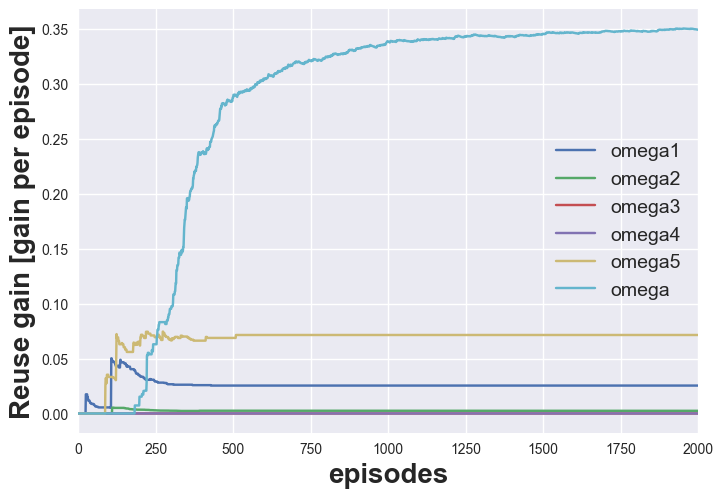 Reuse gain [gain per episode]
0.35
0.30
0.25
0.20
0.15
0.10
0.05
0.00
omega1
omega2
omega3
omega4
omega5
omega
0 250 500 750 1000 1250 1500 1750 2000
episodes